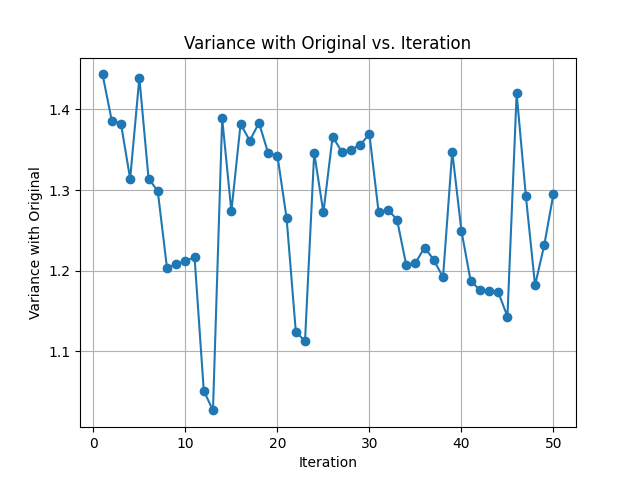 Variance with Original vs. Iteration
Variance with Original
1.4
1.3
1.2
1.1
0 10 20 30 40 50
Iteration